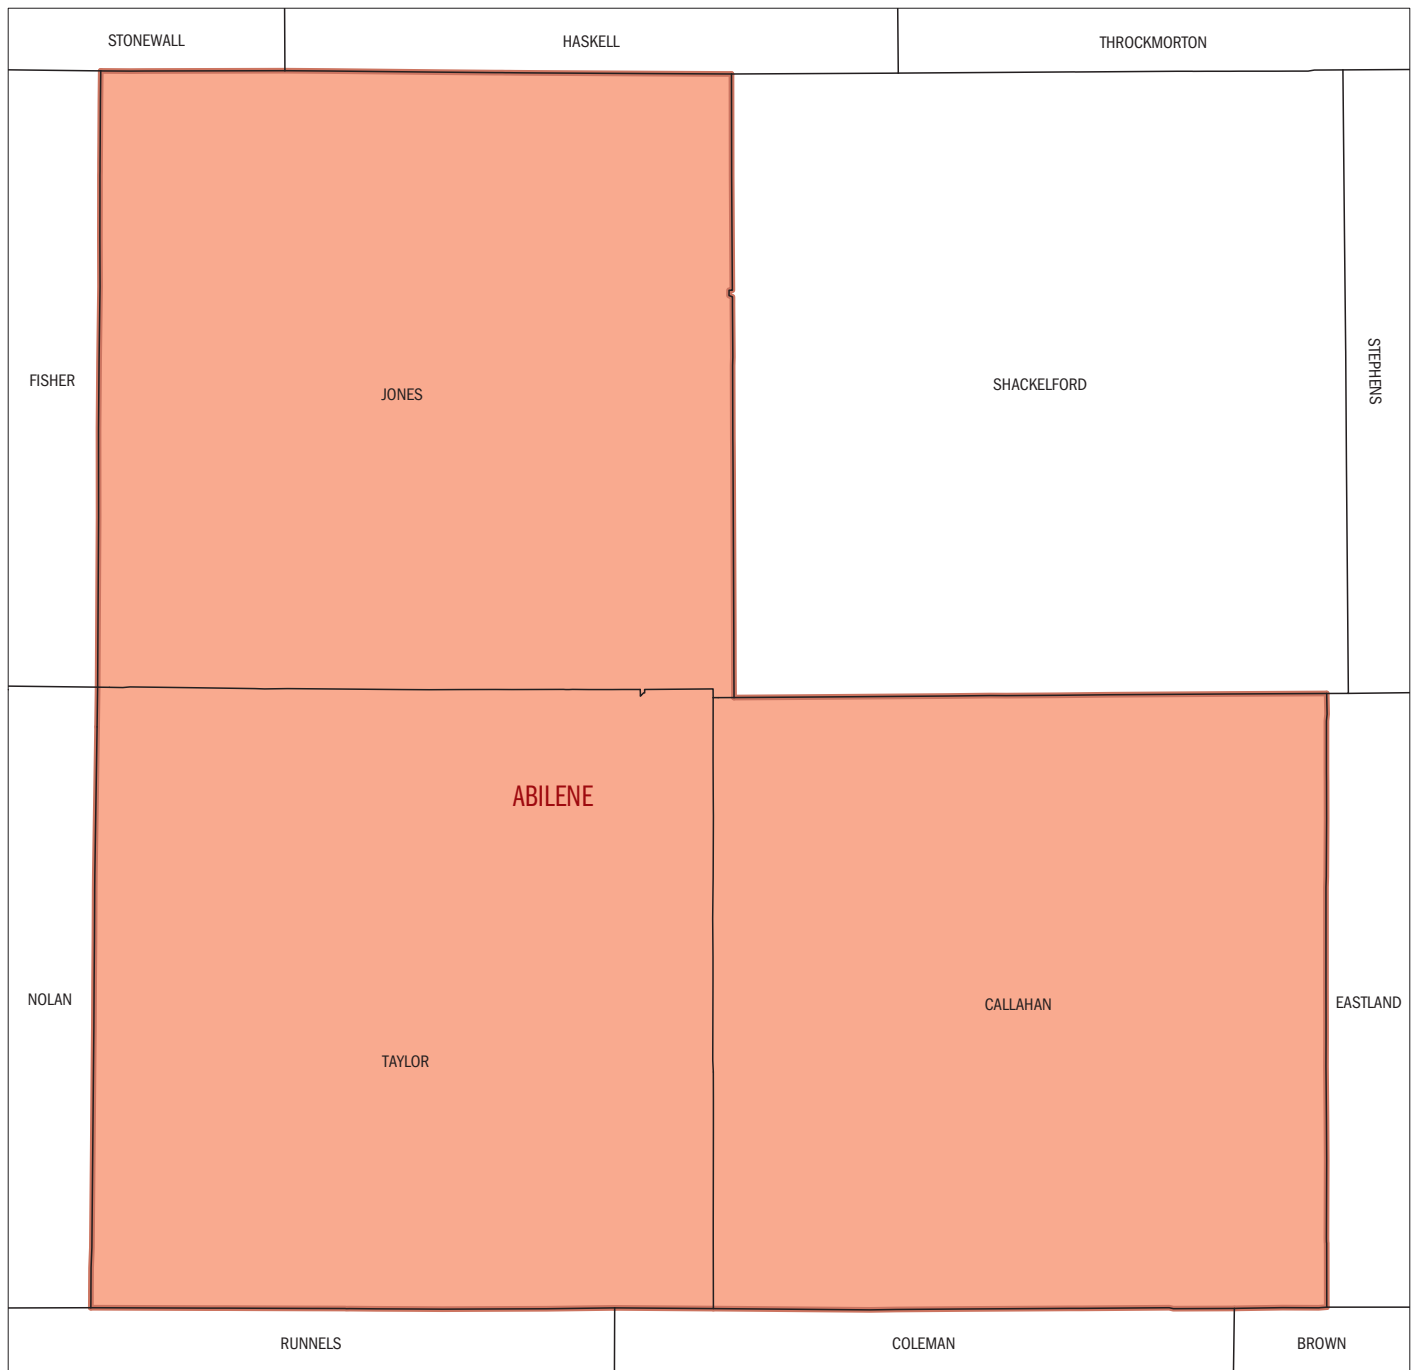 STONEWALL
HASKELL
THROCKMORTON
FISHER
JONES
SHACKELFORD
STEPHENS
ABILENE
NOLAN
TAYLOR
CALLAHAN
EASTLAND
RUNNELS
COLEMAN
BROWN